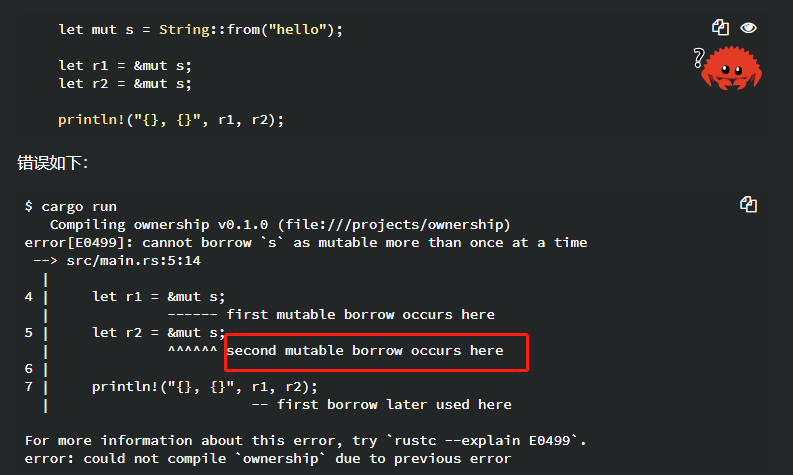 let mut s = String::from("hello");
let r1 = &mut s;
let r2 = &mut s;
println!("{}, {}", r1, r2);
?
错误如下：
$ cargo run
   Compiling ownership v0.1.0 (file:///projects/ownership)
error[E0499]: cannot borrow `s` as mutable more than once at a time
 --> src/main.rs:5:14
  |
4 |     let r1 = &mut s;
  |              ------ first mutable borrow occurs here
5 |     let r2 = &mut s;
  |              ^^^^^^ second mutable borrow occurs here
6 |
7 |     println!("{}, {}", r1, r2);
  |                        -- first borrow later used here
For more information about this error, try `rustc --explain E0499`.
error: could not compile `ownership` due to previous error